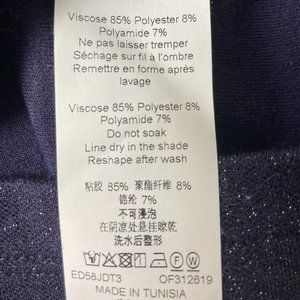 Viscose 85% Polyester 8%
Polyamide 7%
Ne pas laisser tremper
Séchage sur fil à l'ombre
Remettre en forme après
lavage
Viscose 85% Polyester 8%
Polyamide 7%
Do not soak
Line dry in the shade
Reshape after wash
粘胶 85% 聚酯纤维 8%
锦纶 7%
不可浸泡
在阴凉处悬挂晾乾
洗水后整形
ED58JDT3 OF312619
MADE IN TUNISIA